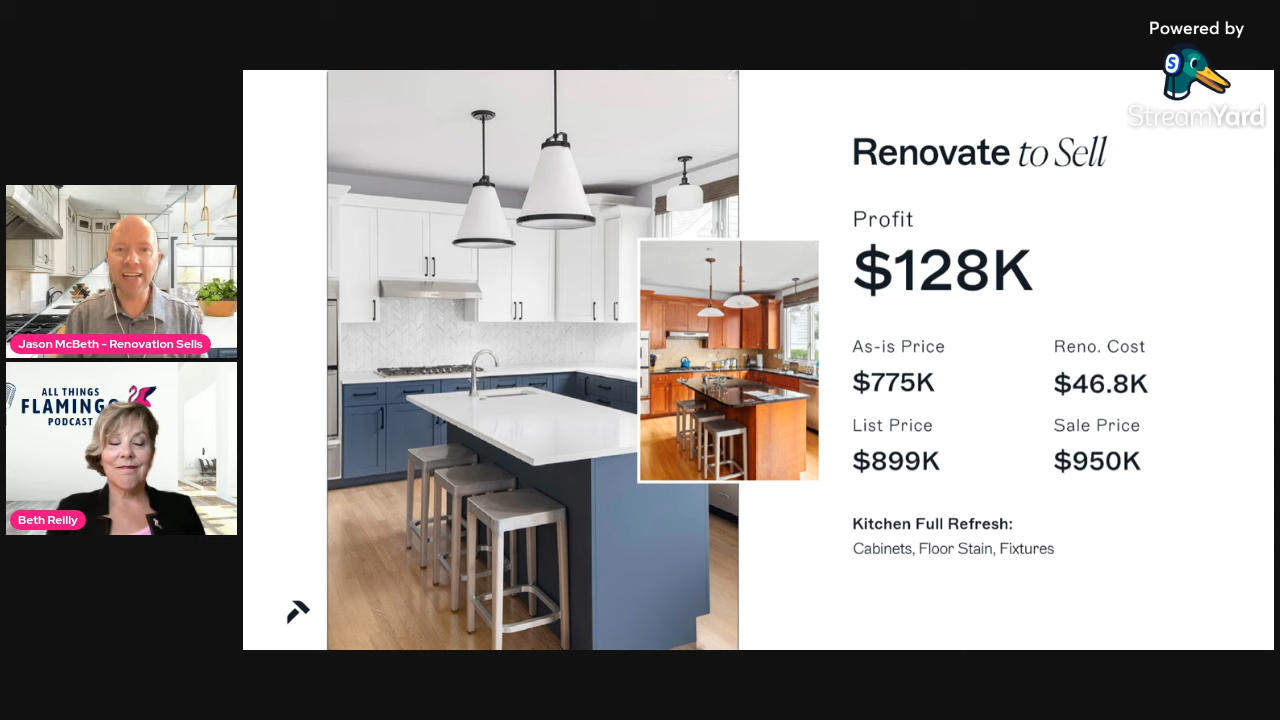 Powered by
S
StreamYard
Jason McBeth - Renovation Sells
ALL THINGS
FLAMINGO
PODCAST
Beth Reilly
Renovate to Sell
Profit
$128K
As-is Price
Reno. Cost
$775K
$46.8K
List Price
Sale Price
$899K
$950K
Kitchen Full Refresh:
Cabinets, Floor Stain, Fixtures